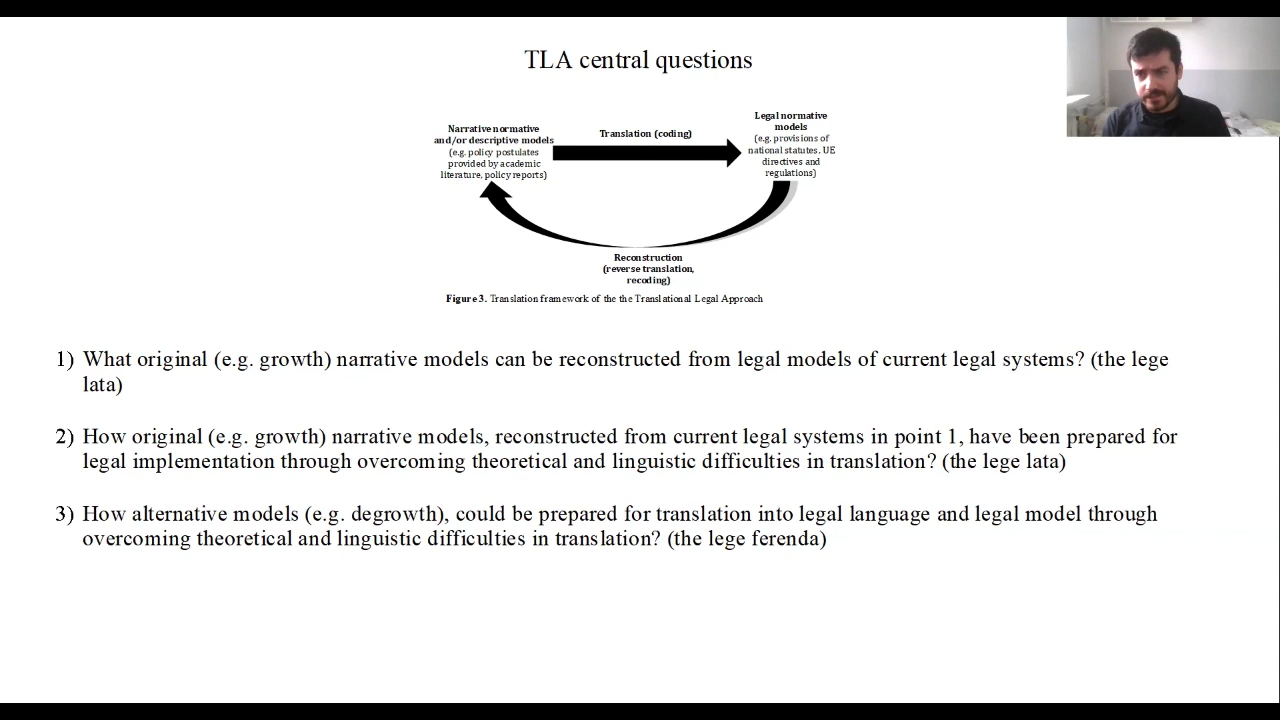 TLA central questions
Narrative normative
and/or descriptive models
(e.g. policy postulates
provided by academic
literature, policy reports)
Translation (coding)
Legal normative
models
(e.g. provisions of
national statutes, UE
directives and
regulations)
Reconstruction
(reverse translation,
recoding)
Figure 3. Translation framework of the the Translational Legal Approach
1) What original (e.g. growth) narrative models can be reconstructed from legal models of current legal systems? (the lege
lata)
2) How original (e.g. growth) narrative models, reconstructed from current legal systems in point 1, have been prepared for
legal implementation through overcoming theoretical and linguistic difficulties in translation? (the lege lata)
3) How alternative models (e.g. degrowth), could be prepared for translation into legal language and legal model through
overcoming theoretical and linguistic difficulties in translation? (the lege ferenda)